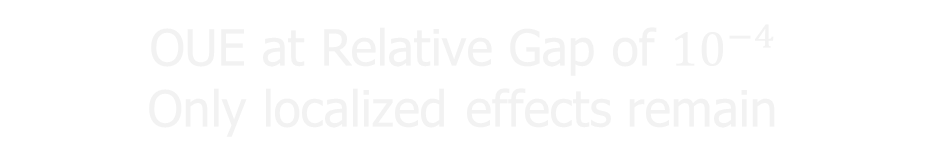 OUE at Relative Gap of 10⁻⁴
Only localized effects remain